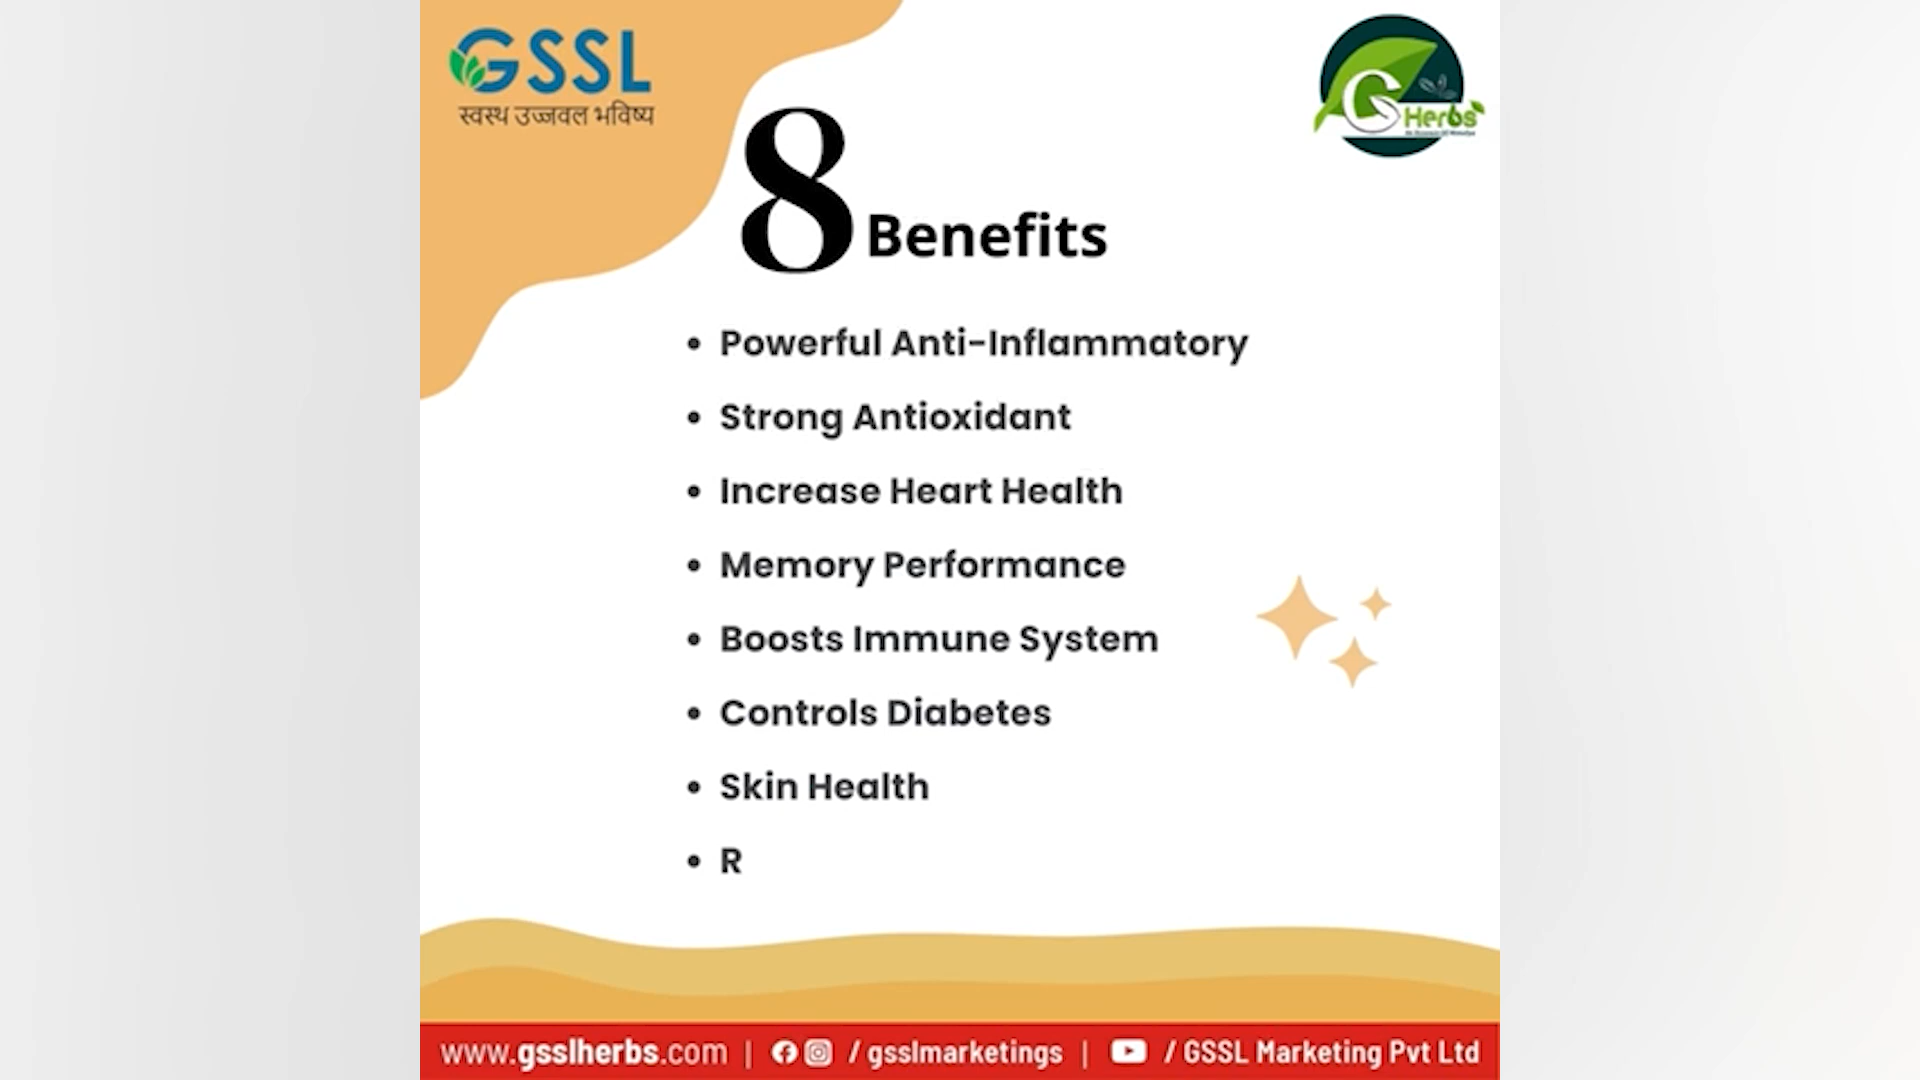 GSSL
स्वस्थ उज्जवल भविष्य
G Herbs
8 Benefits
• Powerful Anti-Inflammatory
• Strong Antioxidant
• Increase Heart Health
• Memory Performance
• Boosts Immune System
• Controls Diabetes
• Skin Health
• R
www.gsslherbs.com | / gsslmarketings | / GSSL Marketing Pvt Ltd